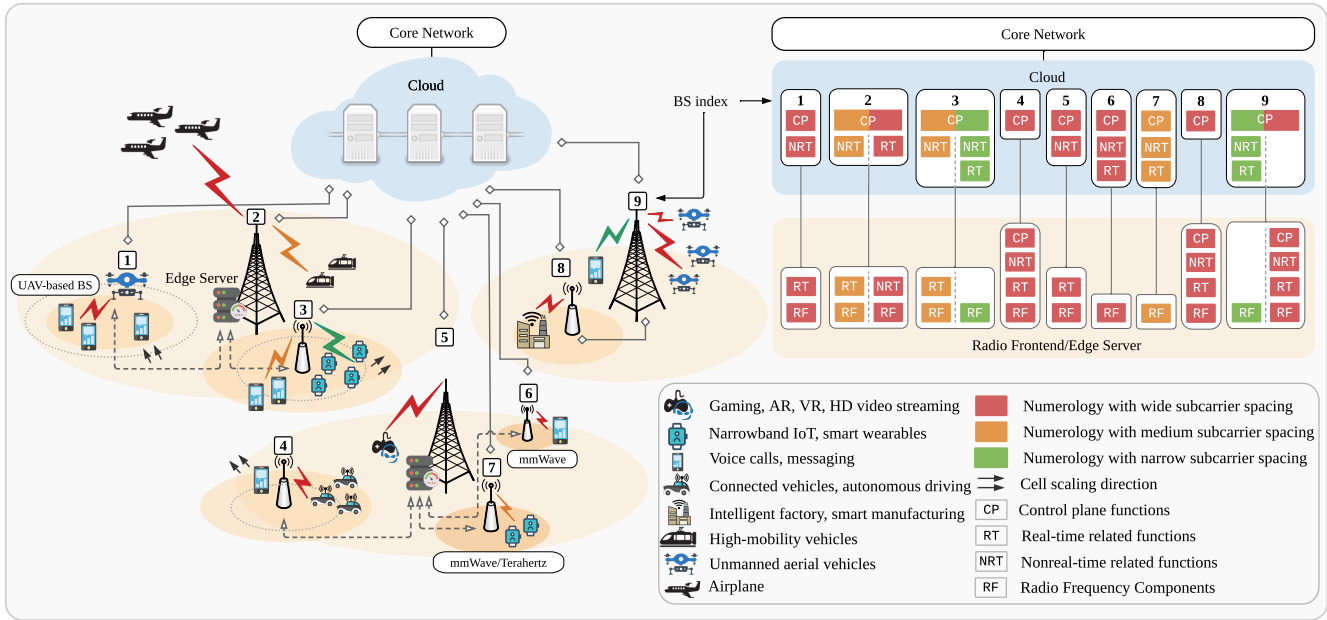 Core Network
Cloud
1
2
3
4
5
6
7
8
9
UAV-based BS
Edge Server
mmWave
mmWave/Terahertz
BS index
Core Network
Cloud
1 2 3 4 5 6 7 8 9
CP CP CP CP CP CP CP CP CP
NRT NRT RT NRT NRT NRT NRT NRT NRT
RT RT RT RT
CP CP CP
NRT NRT NRT
RT RT NRT RT RT RT RT RT
RF RF RF RF RF RF RF RF RF RF RF RF
Radio Frontend/Edge Server
Gaming, AR, VR, HD video streaming
Narrowband IoT, smart wearables
Voice calls, messaging
Connected vehicles, autonomous driving
Intelligent factory, smart manufacturing
High-mobility vehicles
Unmanned aerial vehicles
Airplane
Numerology with wide subcarrier spacing
Numerology with medium subcarrier spacing
Numerology with narrow subcarrier spacing
Cell scaling direction
CP Control plane functions
RT Real-time related functions
NRT Nonreal-time related functions
RF Radio Frequency Components